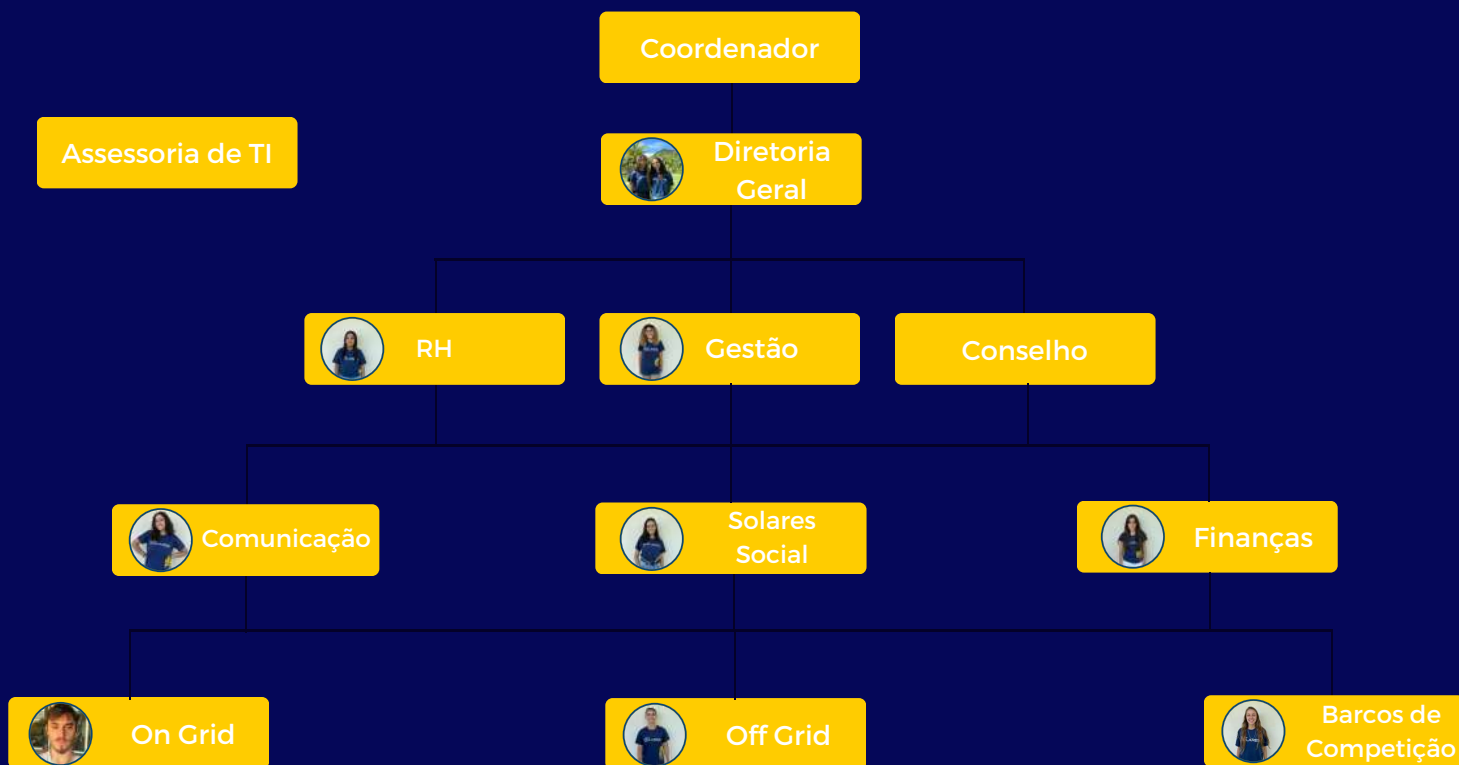 Coordenador
Assessoria de TI
Diretoria
Geral
RH
Gestão
Conselho
Comunicação
Solares
Social
Finanças
On Grid
Off Grid
Barcos de
Competição